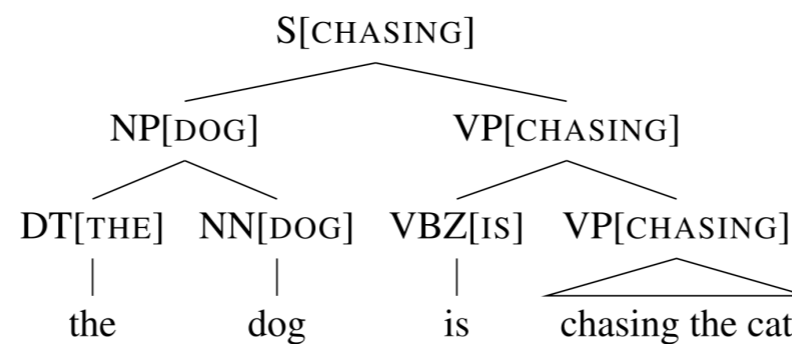 S[CHASING]
NP[DOG] VP[CHASING]
DT[THE] NN[DOG] VBZ[IS] VP[CHASING]
the dog is chasing the cat